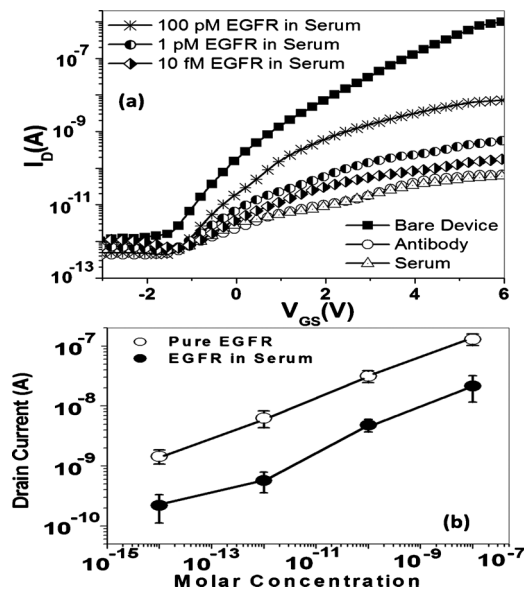 100 pM EGFR in Serum
1 pM EGFR in Serum
10 fM EGFR in Serum
(a)
I_D(A)
10^-7
10^-9
10^-11
10^-13
Bare Device
Antibody
Serum
-2 0 2 4 6
V_GS(V)
Pure EGFR
EGFR in Serum
Drain Current (A)
10^-7
10^-8
10^-9
10^-10
(b)
10^-15 10^-13 10^-11 10^-9 10^-7
Molar Concentration